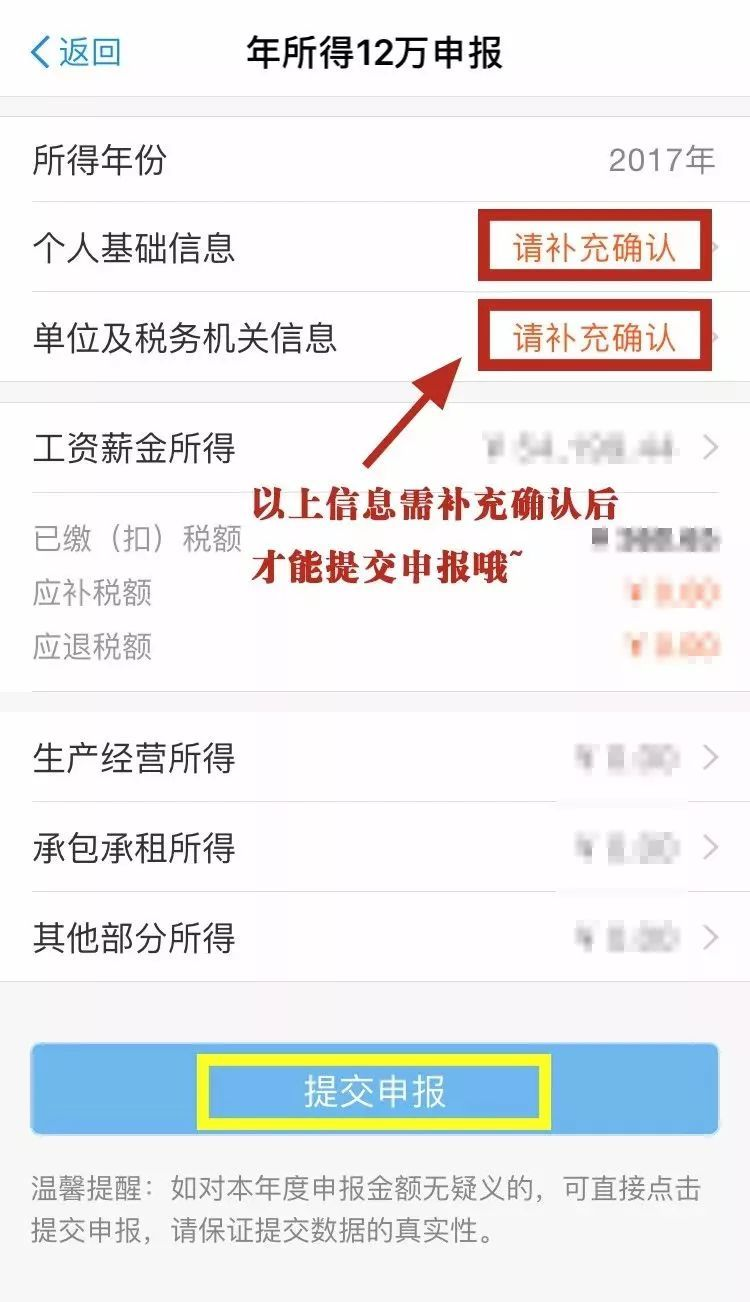 返回
年所得12万申报
所得年份 2017年
个人基础信息 请补充确认
单位及税务机关信息 请补充确认
工资薪金所得
以上信息需补充确认后
已缴（扣）税额
才能提交申报哦~
应补税额
应退税额
生产经营所得
承包承租所得
其他部分所得
提交申报
温馨提醒：如对本年度申报金额无疑义的，可直接点击
提交申报，请保证提交数据的真实性。